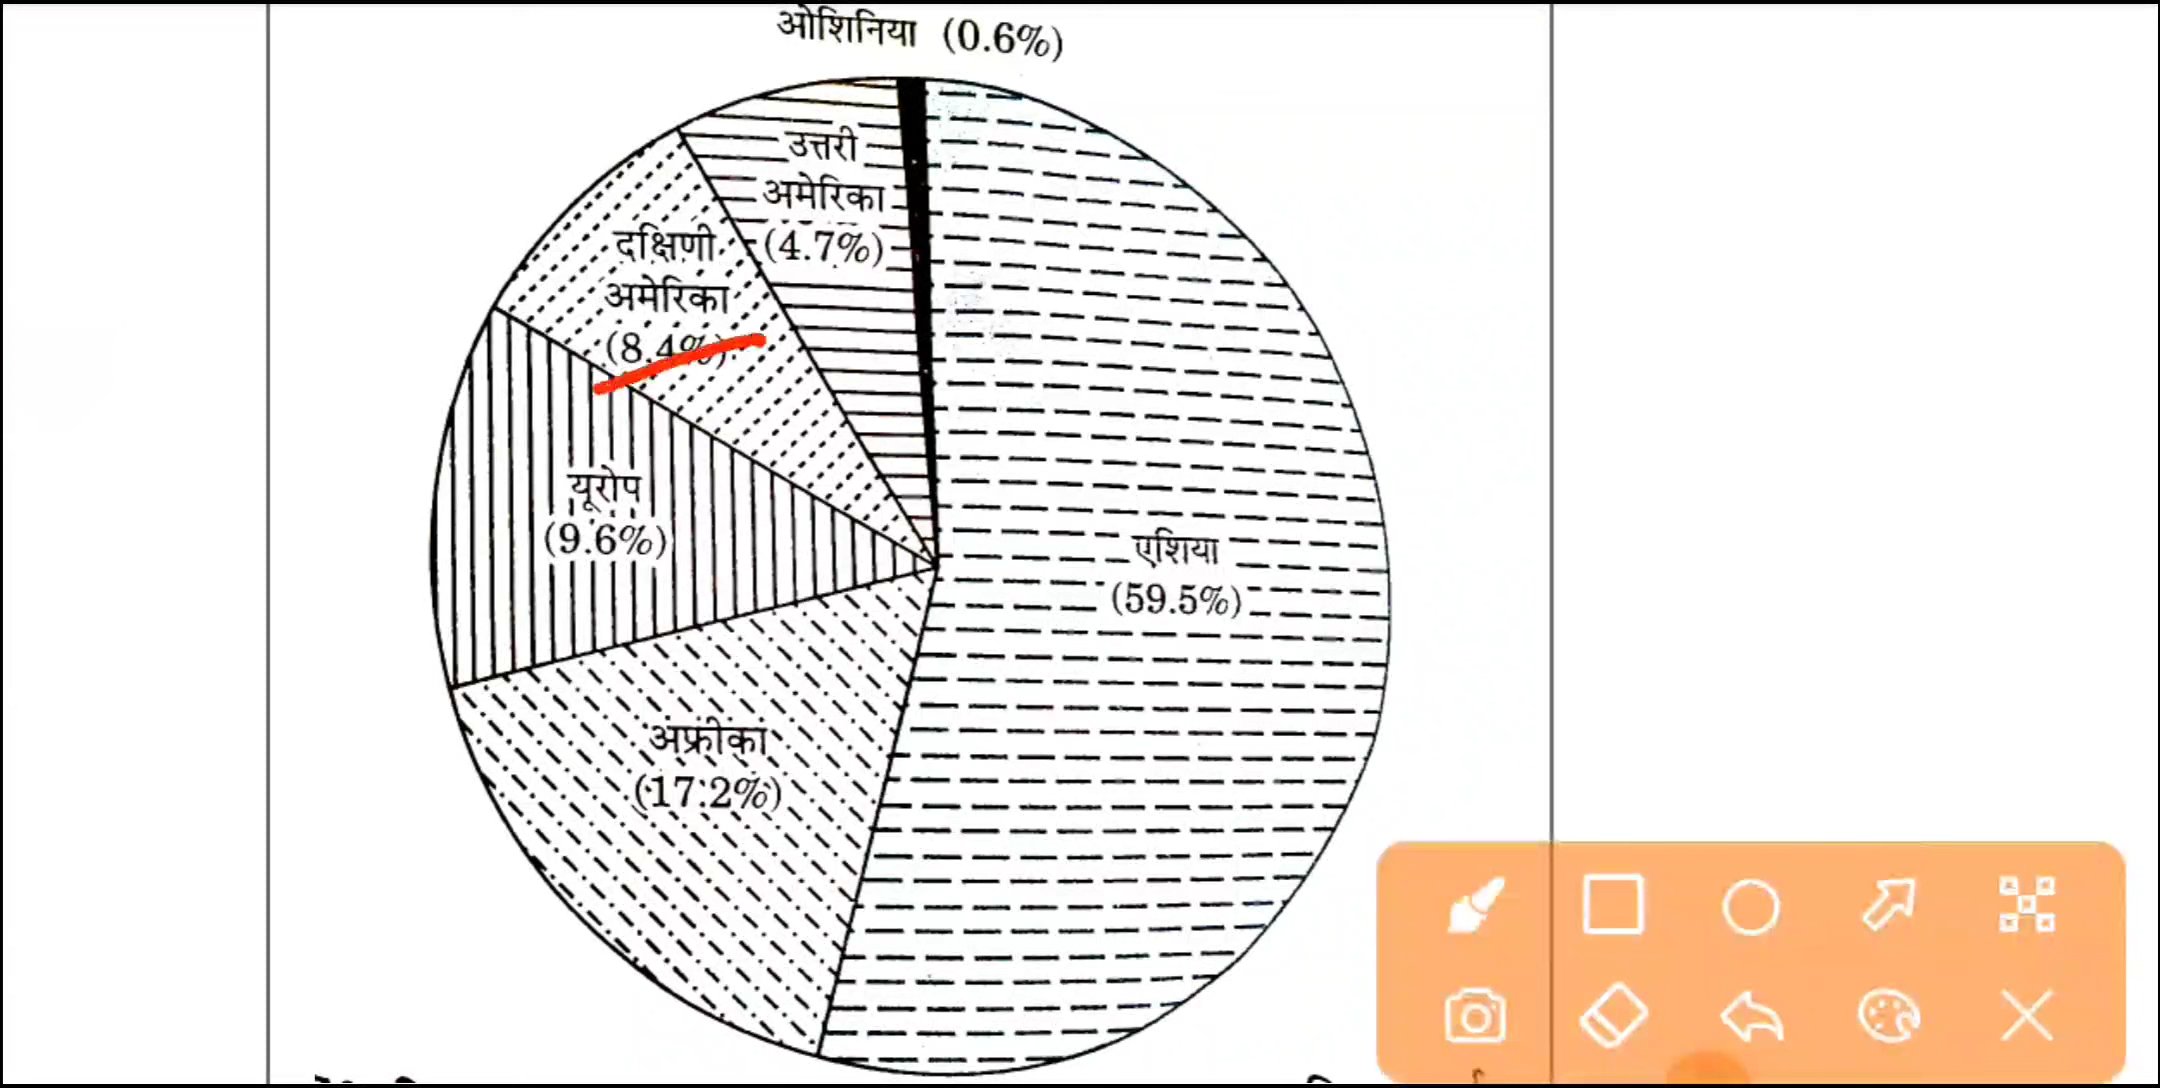 ओशिनिया (0.6%)
उत्तरी
अमेरिका
(4.7%)
दक्षिणी
अमेरिका
(8.4%)
यूरोप
(9.6%)
एशिया
(59.5%)
अफ्रीका
(17.2%)